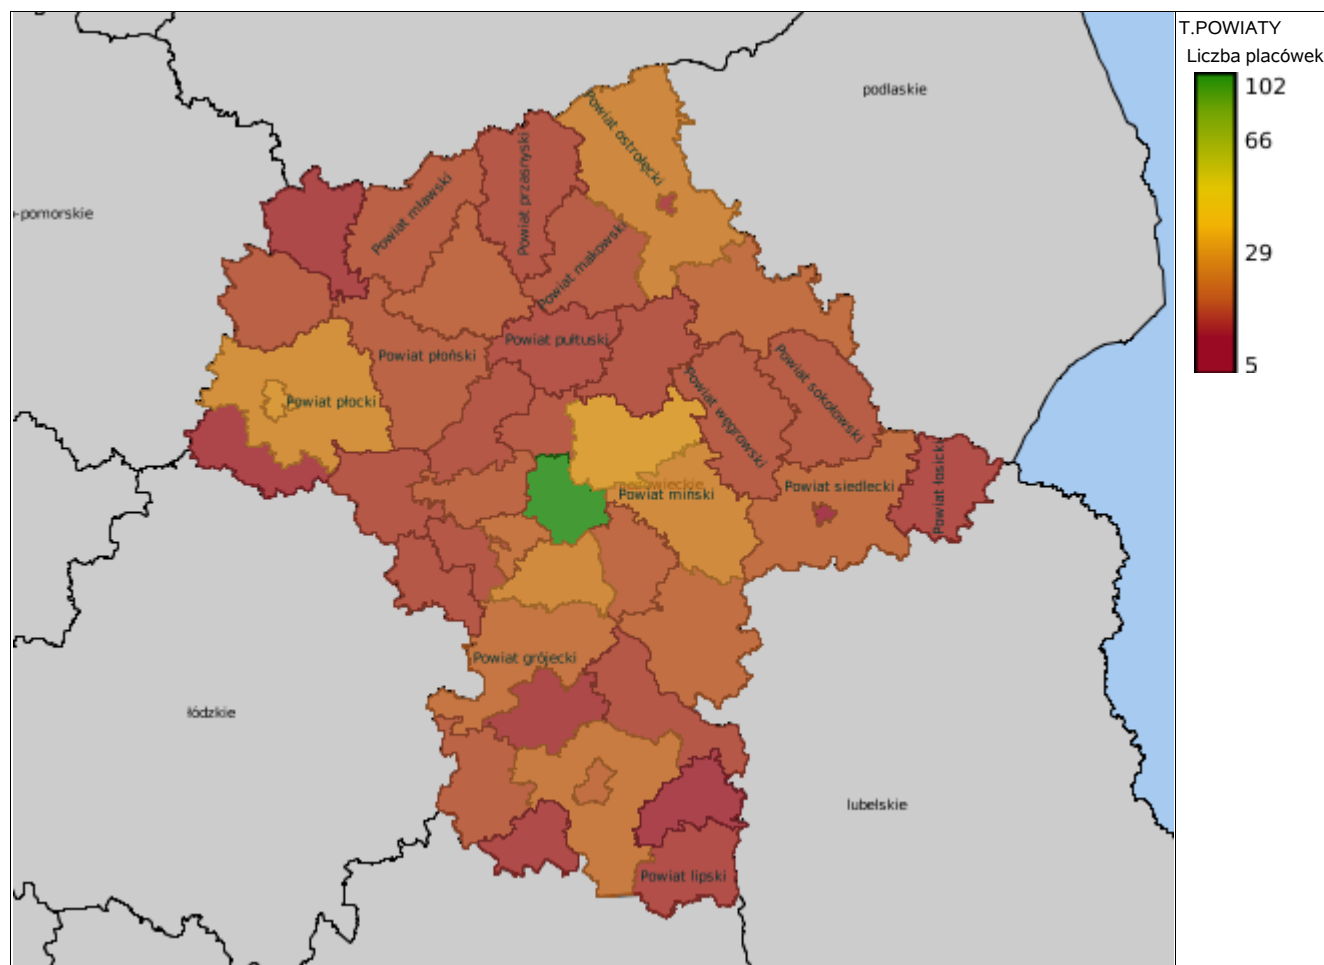 T.POWIATY
Liczba placówek
102
66
29
5
podlaskie
-pomorskie
łódzkie
lubelskie
Powiat ostrołęcki
Powiat przasnyski
Powiat mławski
Powiat makowski
Powiat pułtuski
Powiat płoński
Powiat płocki
Powiat węgrowski
Powiat sokołowski
mazowieckie
Powiat miński
Powiat siedlecki
Powiat łosicki
Powiat grójecki
Powiat lipski